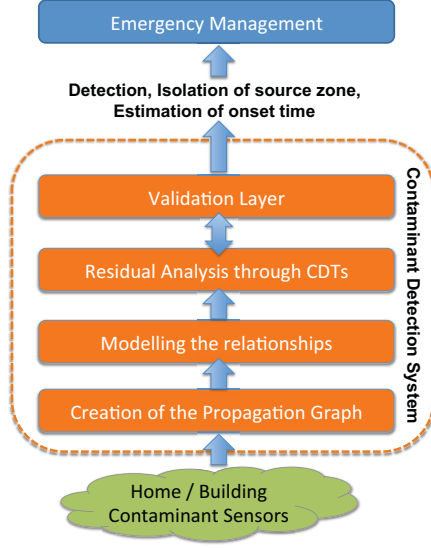 Emergency Management
Detection, Isolation of source zone,
Estimation of onset time
Contaminant Detection System
Validation Layer
Residual Analysis through CDTs
Modelling the relationships
Creation of the Propagation Graph
Home / Building
Contaminant Sensors